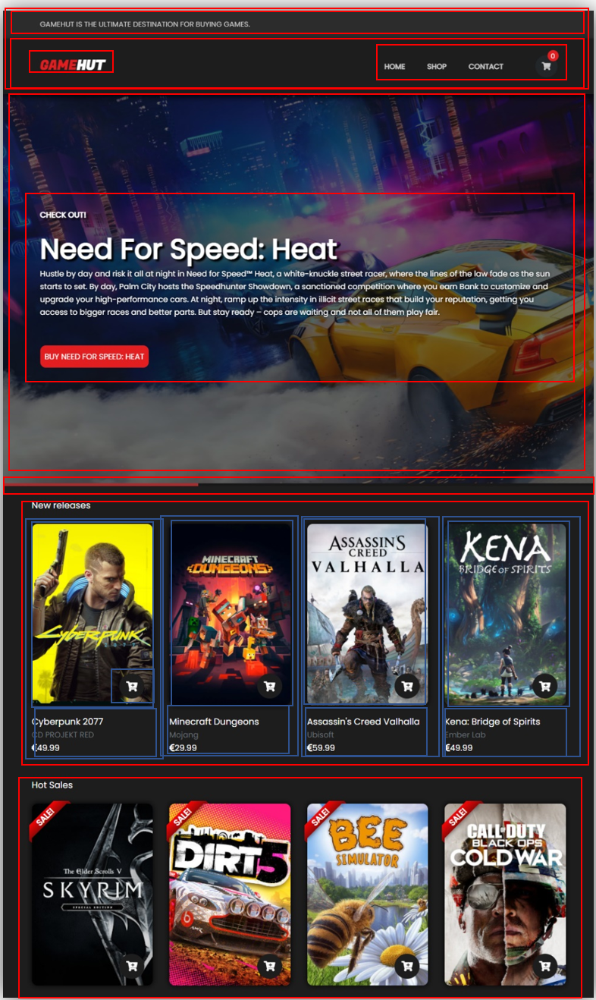 GAMEHUT IS THE ULTIMATE DESTINATION FOR BUYING GAMES.
GAMEHUT
HOME SHOP CONTACT 0
CHECK OUT!
Need For Speed: Heat
Hustle by day and risk it all at night in Need for Speed™ Heat, a white-knuckle street racer, where the lines of the law fade as the sun
starts to set. By day, Palm City hosts the Speedhunter Showdown, a sanctioned competition where you earn Bank to customize and
upgrade your high-performance cars. At night, ramp up the intensity in illicit street races that build your reputation, getting you
access to bigger races and better parts. But stay ready – cops are waiting and not all of them play fair.
BUY NEED FOR SPEED: HEAT
New releases
Cyberpunk
MINECRAFT
DUNGEONS
ASSASSIN'S
CREED
VALHALLA
KENA
BRIDGE OF SPIRITS
Cyberpunk 2077
CD PROJEKT RED
€49.99
Minecraft Dungeons
Mojang
€29.99
Assassin's Creed Valhalla
Ubisoft
€59.99
Kena: Bridge of Spirits
Ember Lab
€49.99
Hot Sales
SALE!
The Elder Scrolls V
SKYRIM
SPECIAL EDITION
SALE!
DIRT 5
SALE!
BEE
SIMULATOR
SALE!
CALL OF DUTY
BLACK OPS
COLD WAR